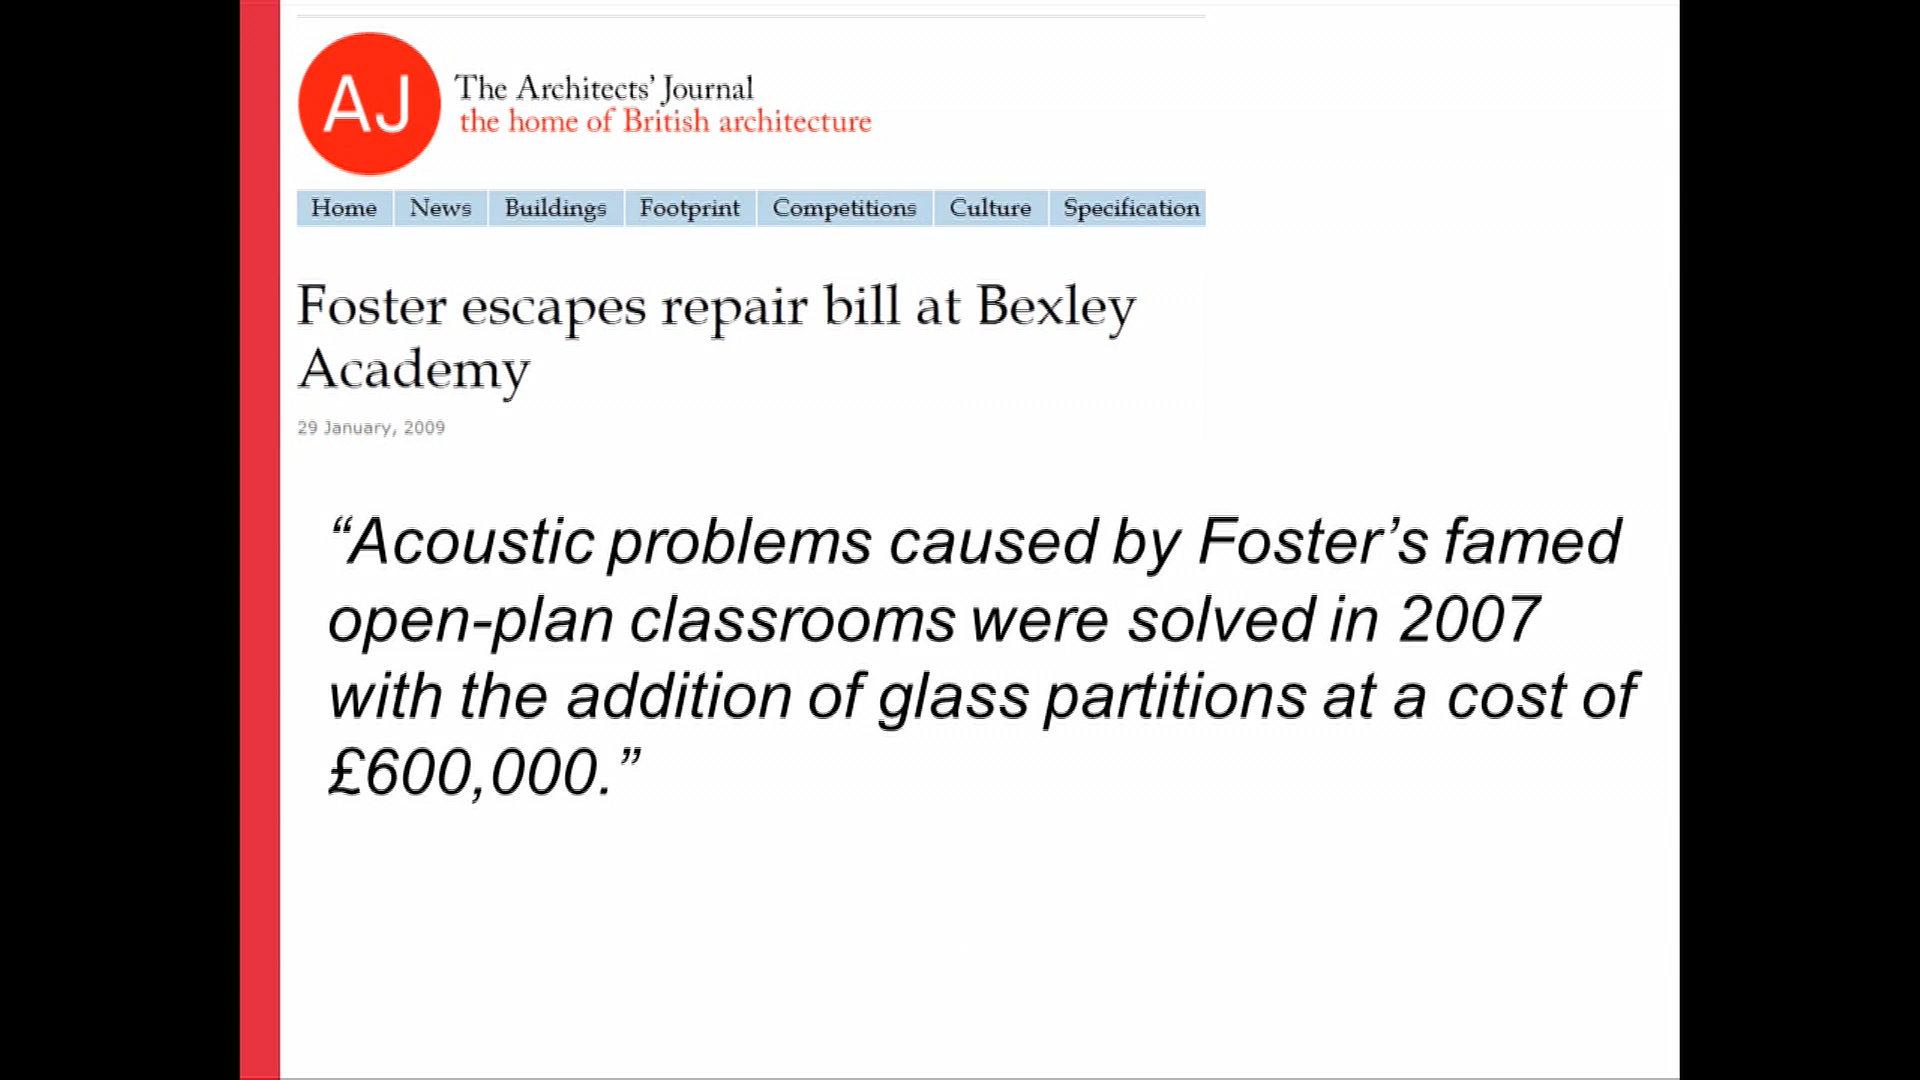 AJ
The Architects’ Journal
the home of British architecture
Home News Buildings Footprint Competitions Culture Specification
Foster escapes repair bill at Bexley
Academy
29 January, 2009
“Acoustic problems caused by Foster’s famed
open-plan classrooms were solved in 2007
with the addition of glass partitions at a cost of
£600,000.”